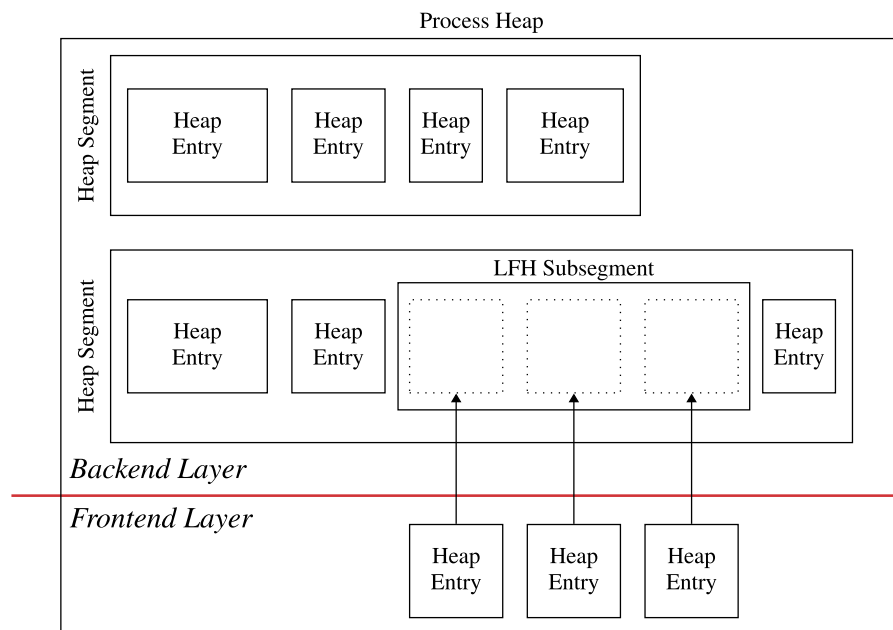 Process Heap
Heap Segment
Heap
Entry
Heap
Entry
Heap
Entry
Heap
Entry
Heap Segment
LFH Subsegment
Heap
Entry
Heap
Entry
Heap
Entry
Backend Layer
Frontend Layer
Heap
Entry
Heap
Entry
Heap
Entry